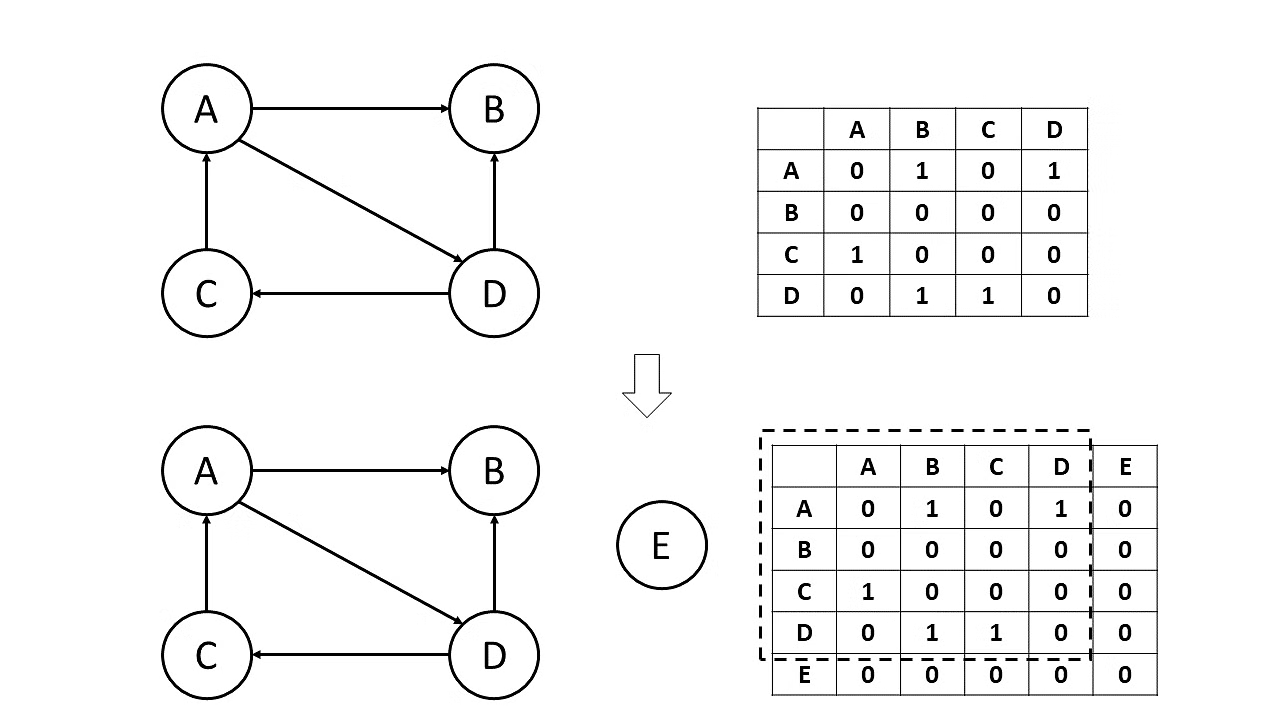 A B
C D
A B C D
A 0 1 0 1
B 0 0 0 0
C 1 0 0 0
D 0 1 1 0
A B
C D
E
A B C D E
A 0 1 0 1 0
B 0 0 0 0 0
C 1 0 0 0 0
D 0 1 1 0 0
E 0 0 0 0 0